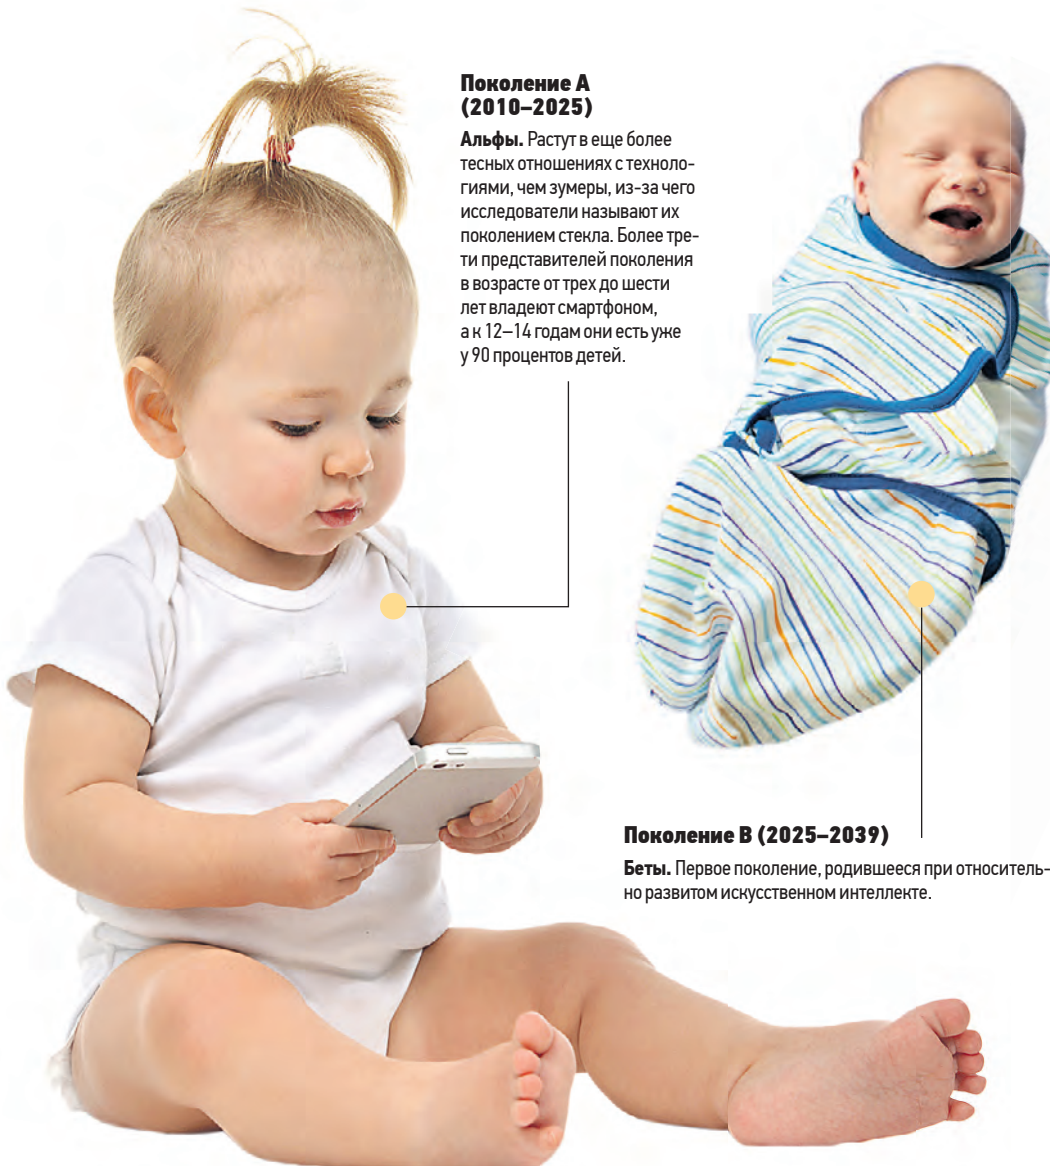 Поколение А
(2010–2025)
Альфы. Растут в еще более
тесных отношениях с техноло-
гиями, чем зумеры, из-за чего
исследователи называют их
поколением стекла. Более тре-
ти представителей поколения
в возрасте от трех до шести
лет владеют смартфоном,
а к 12–14 годам они есть уже
у 90 процентов детей.
Поколение В (2025–2039)
Беты. Первое поколение, родившееся при относитель-
но развитом искусственном интеллекте.